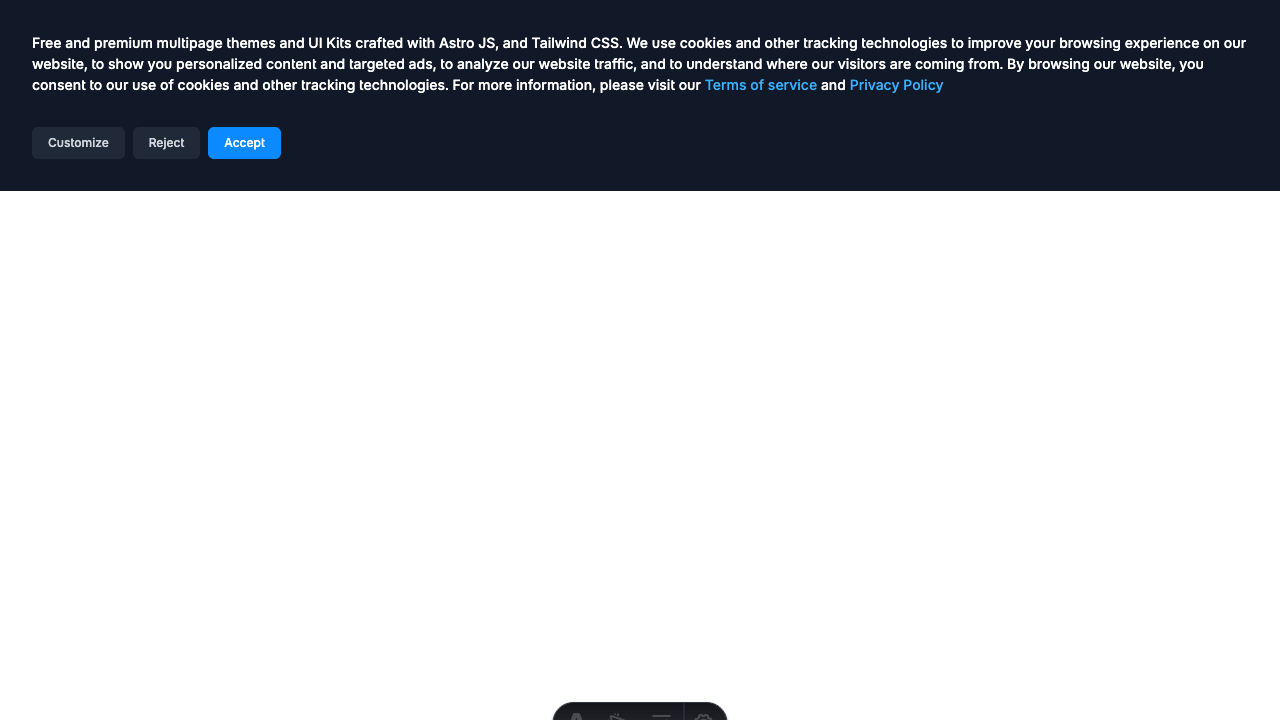 Free and premium multipage themes and UI Kits crafted with Astro JS, and Tailwind CSS. We use cookies and other tracking technologies to improve your browsing experience on our
website, to show you personalized content and targeted ads, to analyze our website traffic, and to understand where our visitors are coming from. By browsing our website, you
consent to our use of cookies and other tracking technologies. For more information, please visit our Terms of service and Privacy Policy
Customize Reject Accept